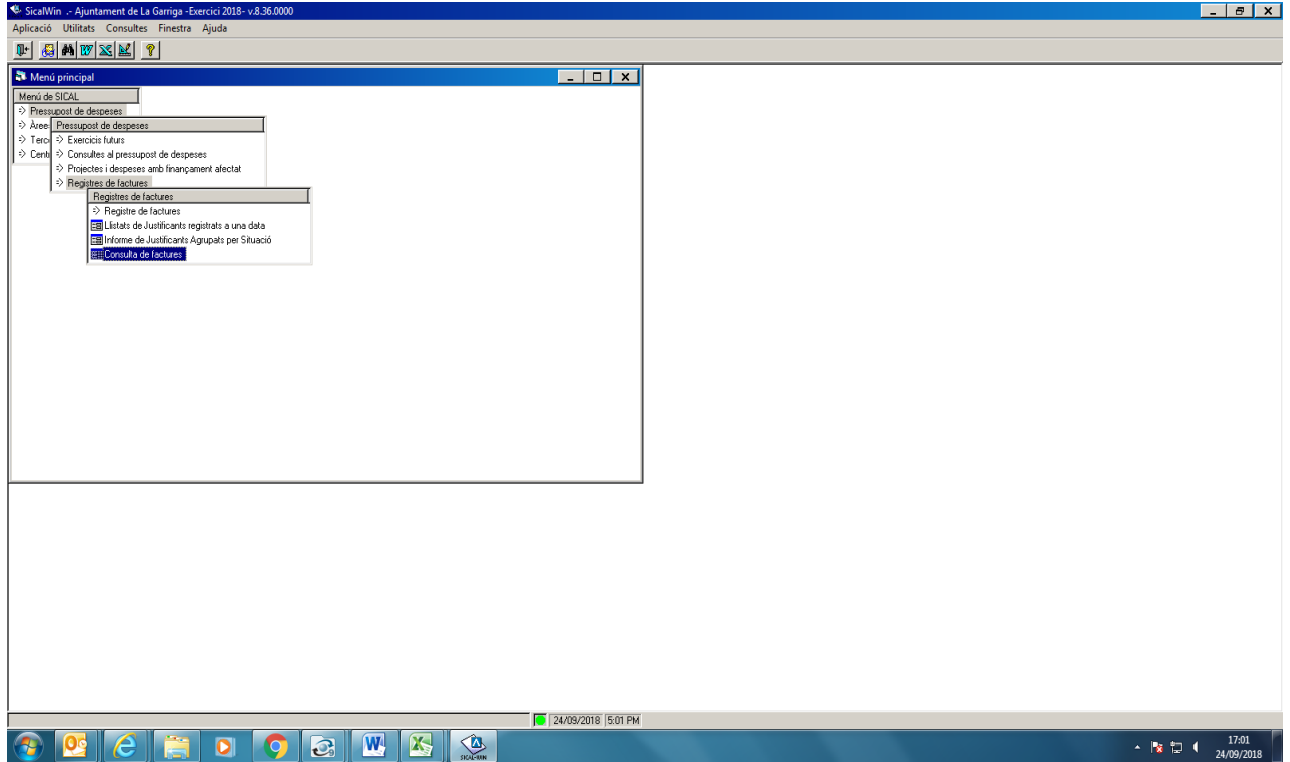 SicalWin .- Ajuntament de La Garriga -Exercici 2018- v.8.36.0000
Aplicació Utilitats Consultes Finestra Ajuda
Menú principal
Menú de SICAL
Pressupost de despeses
Àree
Terce
Centr
Pressupost de despeses
Exercicis futurs
Consultes al pressupost de despeses
Projectes i despeses amb finançament afectat
Registres de factures
Registres de factures
Registre de factures
Llistats de Justificants registrats a una data
Informe de Justificants Agrupats per Situació
Consulta de factures
24/09/2018 5:01 PM
SICAL-WIN
17:01
24/09/2018